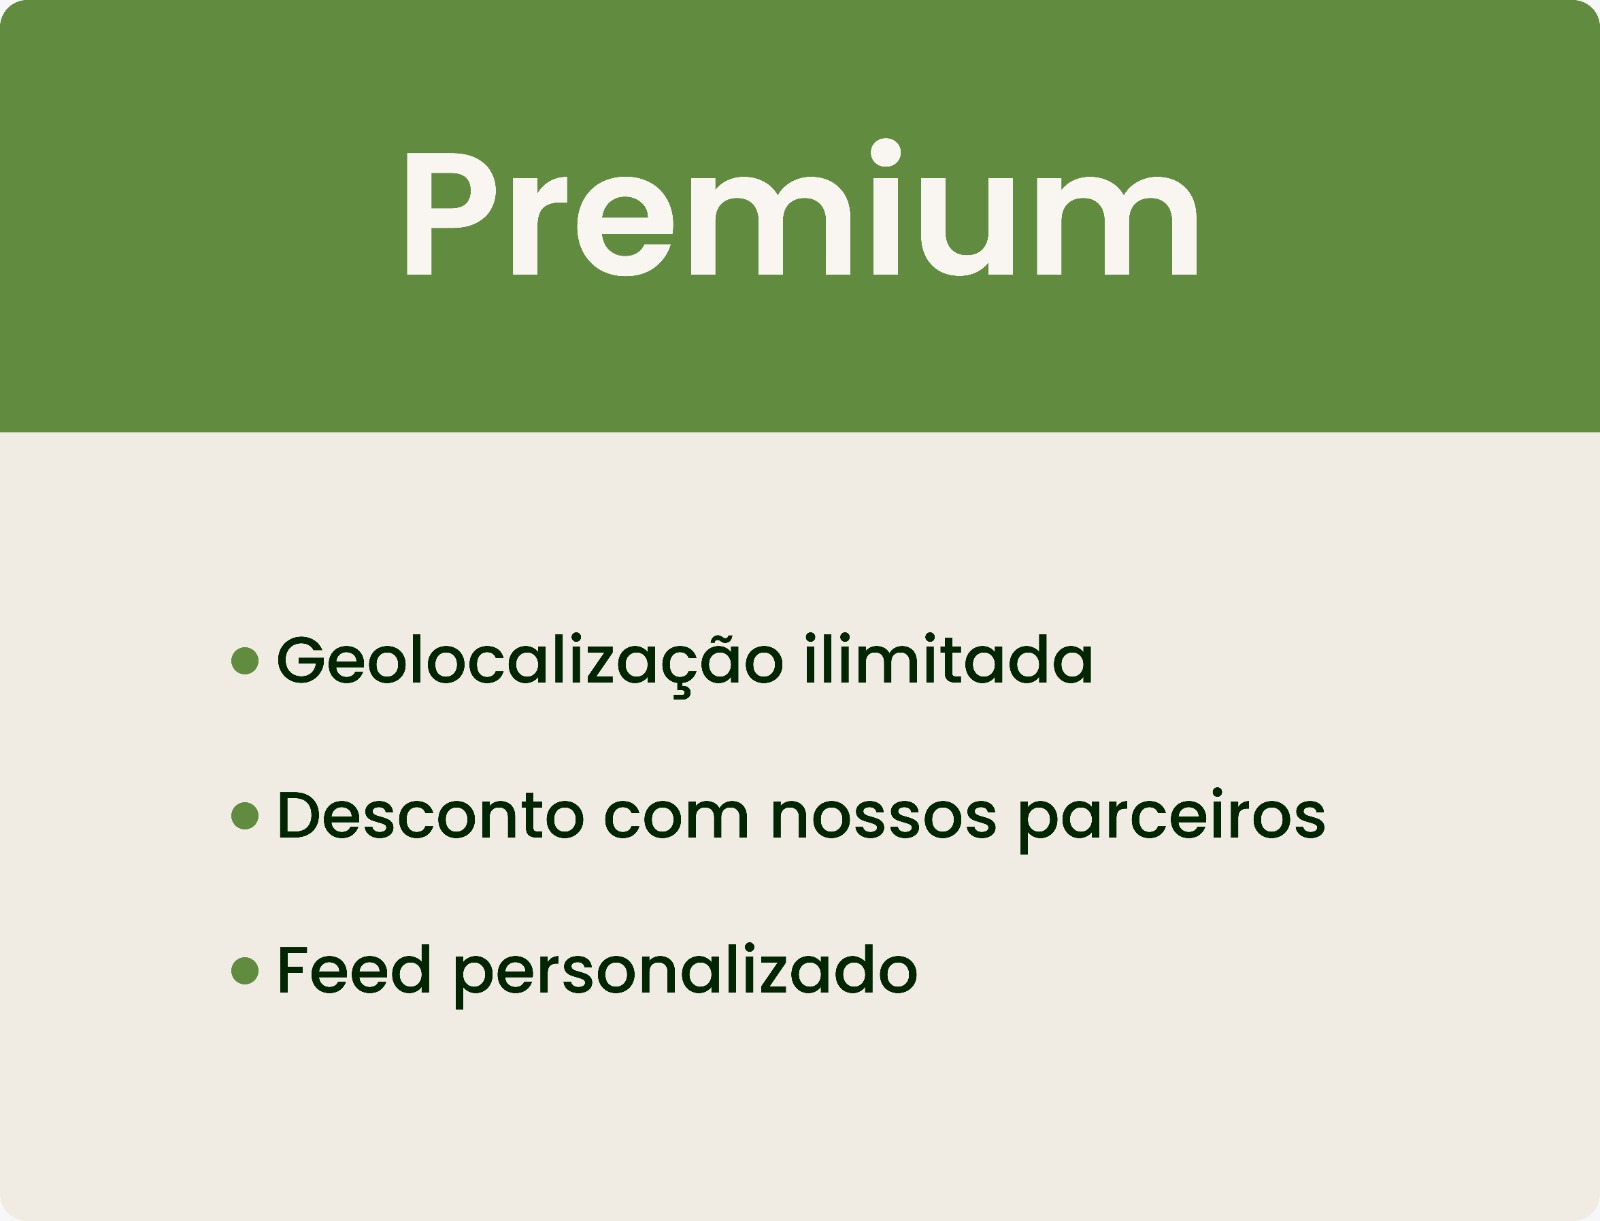 Premium
Geolocalização ilimitada
Desconto com nossos parceiros
Feed personalizado